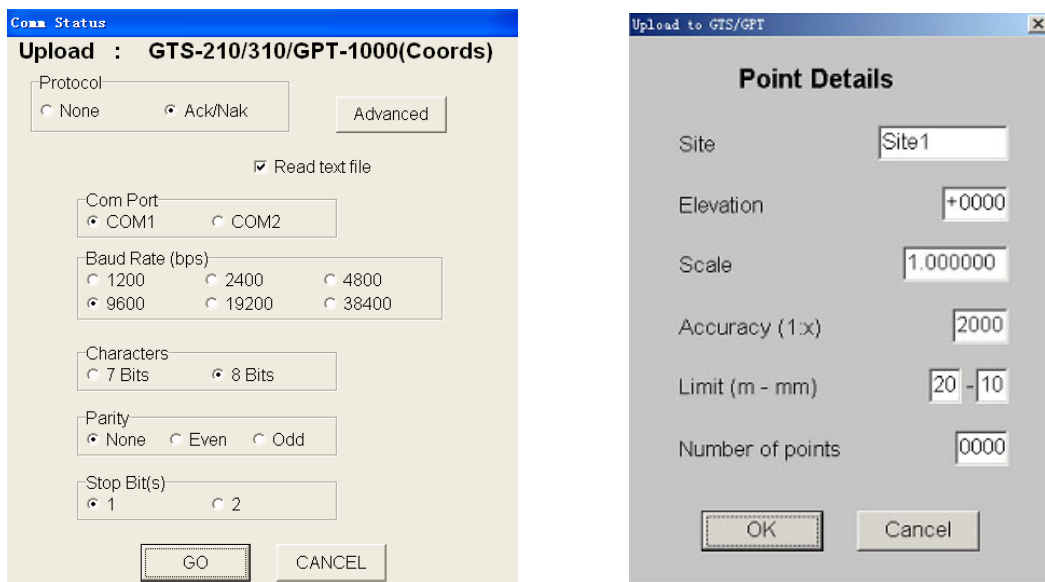 Comm Status
Upload : GTS-210/310/GPT-1000(Coords)
Protocol
None Ack/Nak
Advanced
Read text file
Com Port
COM1 COM2
Baud Rate (bps)
1200 2400 4800
9600 19200 38400
Characters
7 Bits 8 Bits
Parity
None Even Odd
Stop Bit(s)
1 2
GO CANCEL
Upload to GTS/GPT
Point Details
Site Site1
Elevation +0000
Scale 1.000000
Accuracy (1:x) 2000
Limit (m - mm) 20 - 10
Number of points 0000
OK Cancel